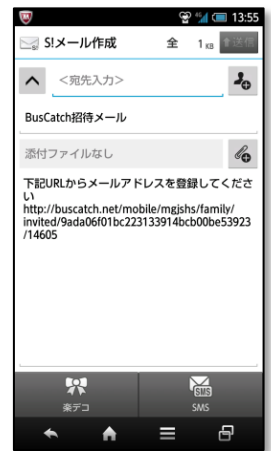 46 13:55
S!メール作成 全 1 KB 送信
<宛先入力>
BusCatch招待メール
添付ファイルなし
下記URLからメールアドレスを登録してくださ
い
http://buscatch.net/mobile/mgjshs/family/
invited/9ada06f01bc223133914bcb00be53923
/14605
楽デコ SMS